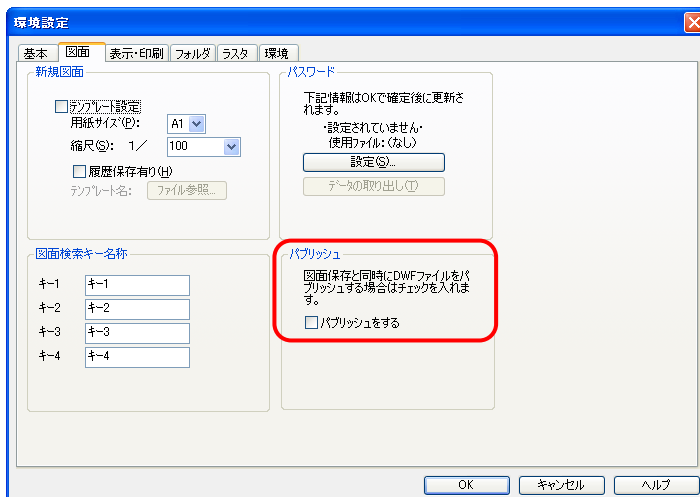 環境設定
基本 図面 表示・印刷 フォルダ ラスタ 環境
新規図面
テンプレート設定
用紙サイズ(P): A1
縮尺(S): 1／ 100
履歴保存有り(H)
テンプレート名: ファイル参照...
パスワード
下記情報はOKで確定後に更新さ
れます。
・設定されていません・
使用ファイル：(なし)
設定(S)...
データの取り出し(T)
図面検索キー名称
キー1 キー1
キー2 キー2
キー3 キー3
キー4 キー4
パブリッシュ
図面保存と同時にDWFファイルをパ
ブリッシュする場合はチェックを入れま
す。
パブリッシュをする
OK キャンセル ヘルプ